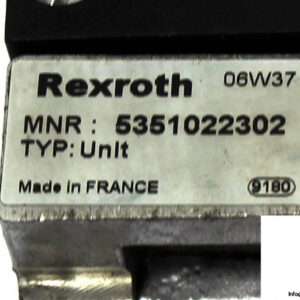 Rexroth 06W37
MNR : 5351022302
TYP: Unit
Made in FRANCE 9180